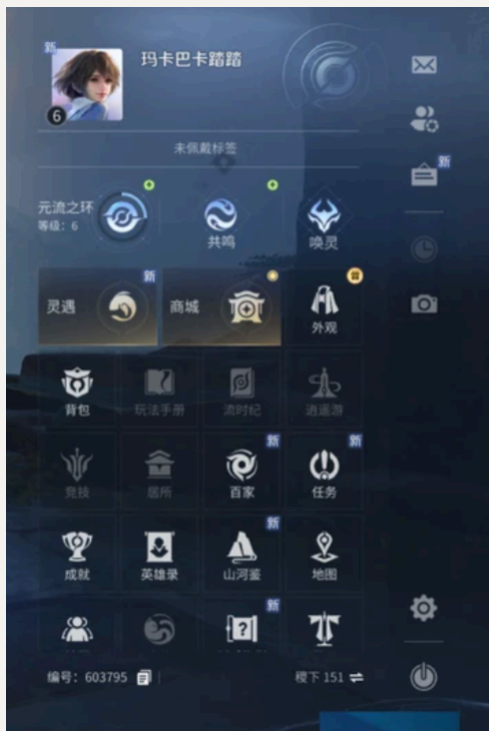 新
玛卡巴卡踏踏
6
未佩戴标签
新
元流之环
等级：6
共鸣
唤灵
灵遇
新
商城
外观
背包
玩法手册
流时纪
逍遥游
竞技
居所
新
百家
新
任务
成就
英雄录
新
山河鉴
地图
新
编号：603795
稷下 151